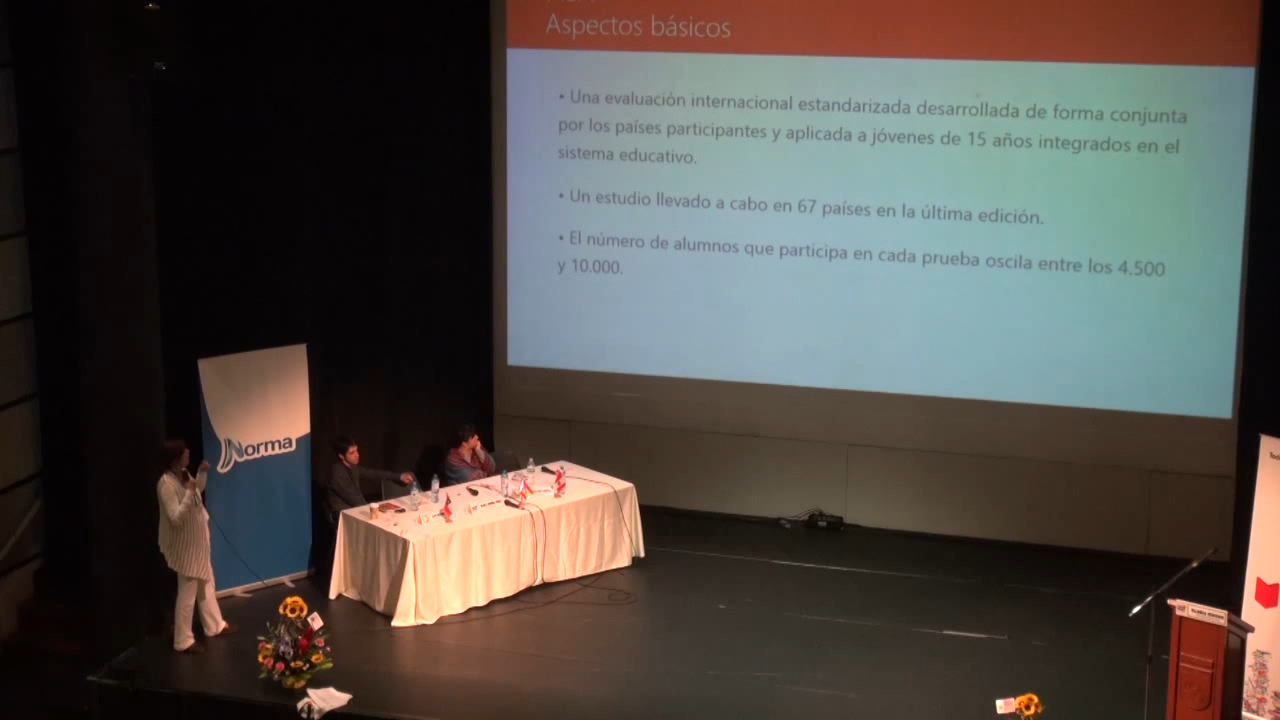 Aspectos básicos
• Una evaluación internacional estandarizada desarrollada de forma conjunta
por los países participantes y aplicada a jóvenes de 15 años integrados en el
sistema educativo.
• Un estudio llevado a cabo en 67 países en la última edición.
• El número de alumnos que participa en cada prueba oscila entre los 4.500
y 10.000.
Norma